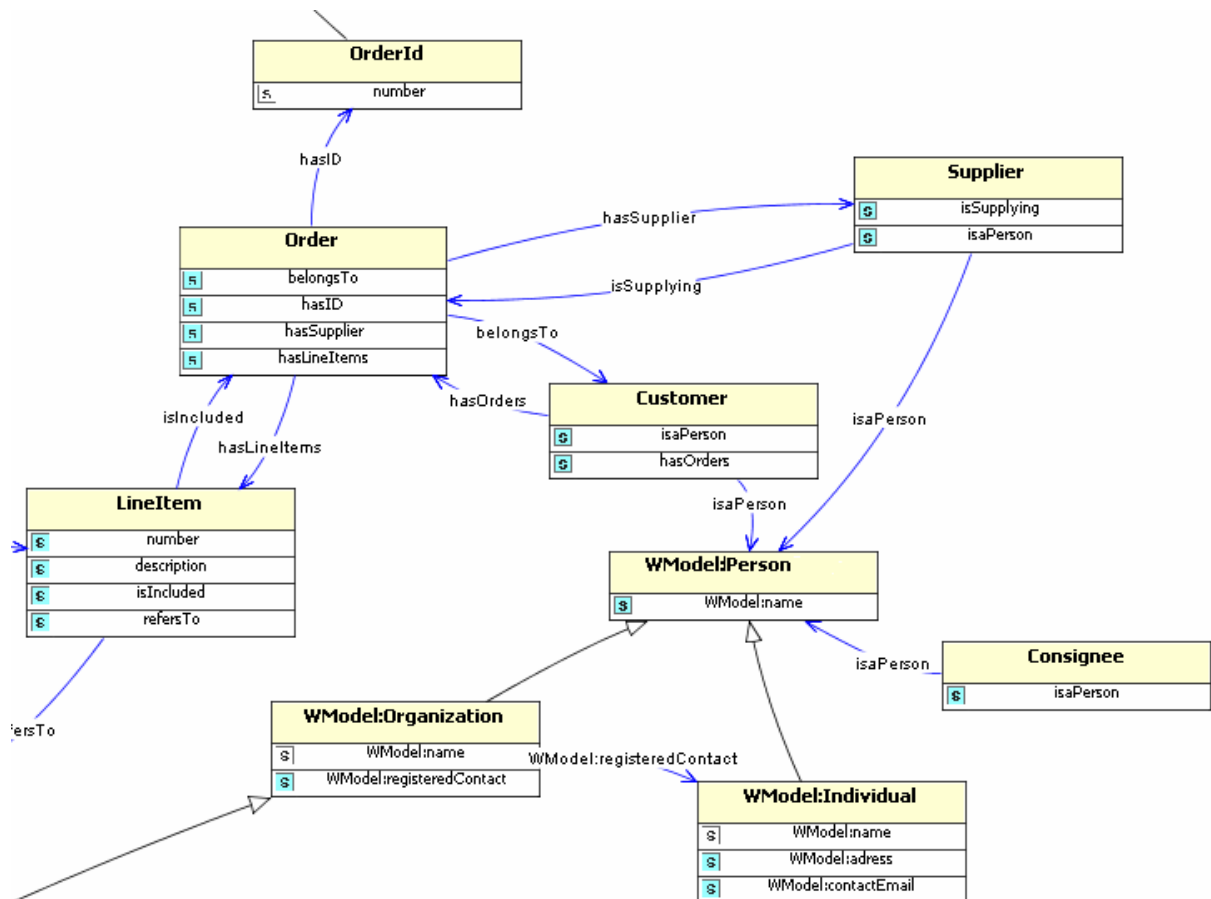 OrderId
number
hasID
Supplier
isSupplying
isaPerson
hasSupplier
Order
belongsTo
hasID
hasSupplier
hasLineItems
isSupplying
belongsTo
Customer
isaPerson
hasOrders
hasOrders
isIncluded
hasLineItems
isaPerson
isaPerson
LineItem
number
description
isIncluded
refersTo
WModel:Person
WModel:name
isaPerson
Consignee
isaPerson
fersTo
WModel:Organization
WModel:name
WModel:registeredContact
WModel:registeredContact
WModel:Individual
WModel:name
WModel:adress
WModel:contactEmail